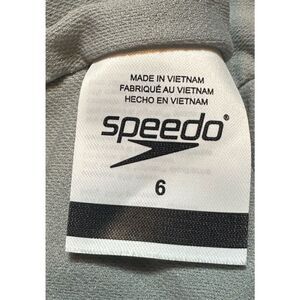 MADE IN VIETNAM
FABRIQUÉ AU VIETNAM
HECHO EN VIETNAM
speedo®
6